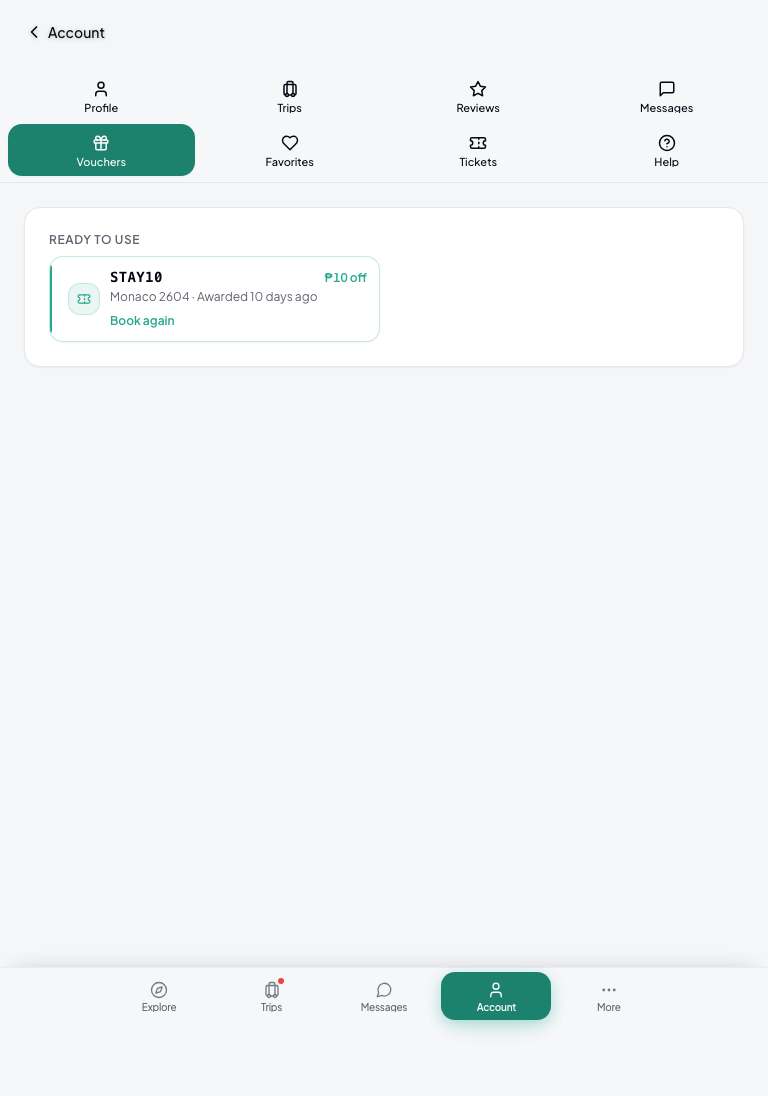 Account
Profile
Trips
Reviews
Messages
Vouchers
Favorites
Tickets
Help
READY TO USE
STAY10
₱10 off
Monaco 2604 · Awarded 10 days ago
Book again
Explore
Trips
Messages
Account
More